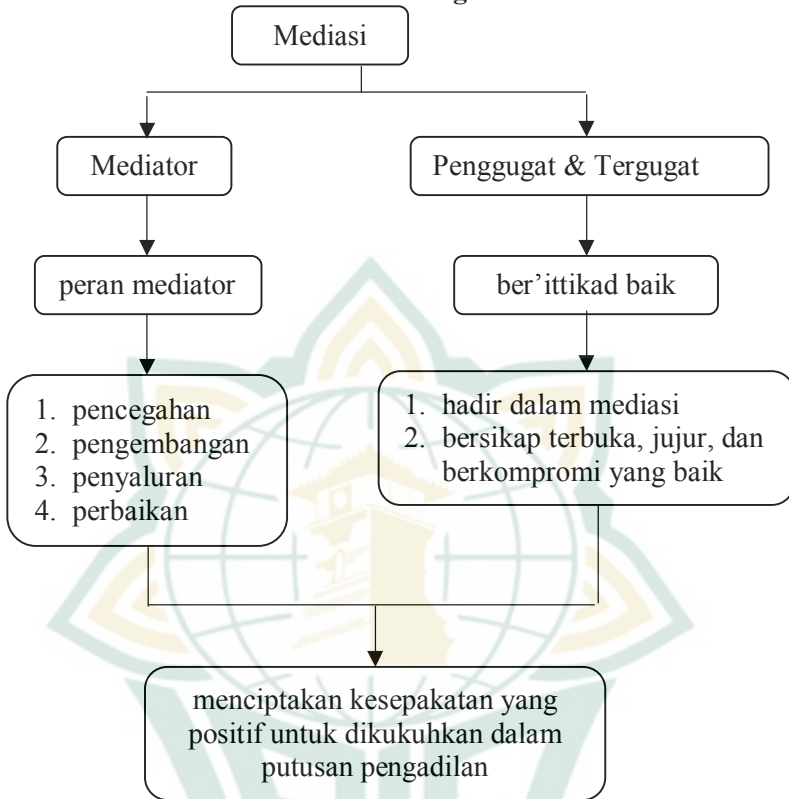 Mediasi
Mediator
Penggugat & Tergugat
peran mediator
ber’ittikad baik
1. pencegahan
2. pengembangan
3. penyaluran
4. perbaikan
1. hadir dalam mediasi
2. bersikap terbuka, jujur, dan
berkompromi yang baik
menciptakan kesepakatan yang
positif untuk dikukuhkan dalam
putusan pengadilan